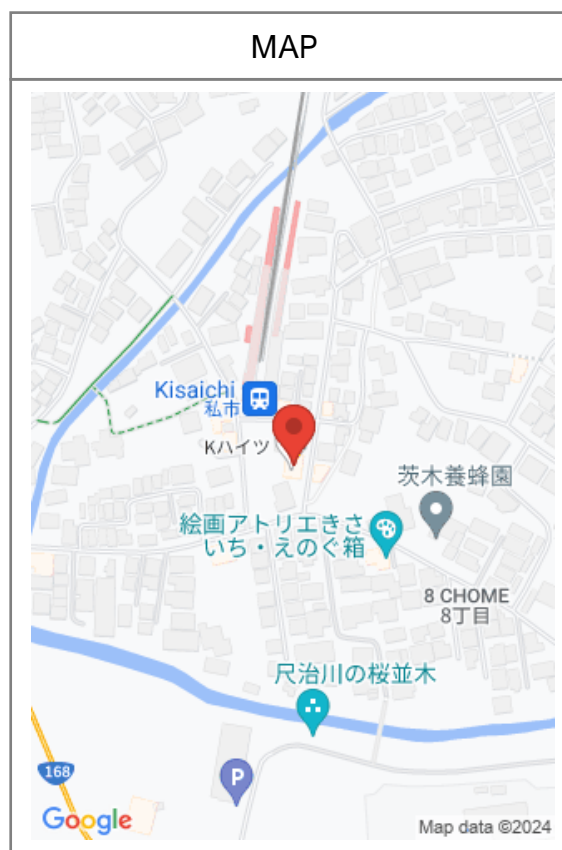 MAP
Kisaichi
私市
Kハイツ
茨木養蜂園
絵画アトリエきさ
いち・えのぐ箱
8 CHOME
8丁目
尺治川の桜並木
168
P
Google
Map data ©2024